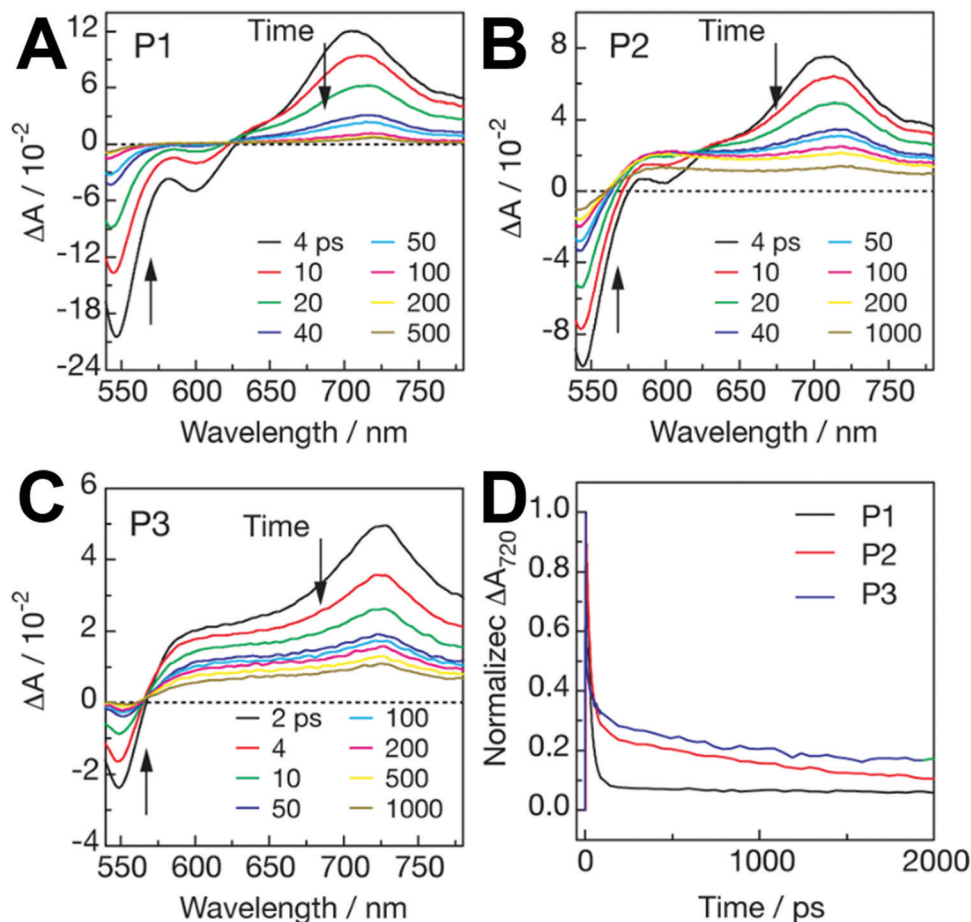 A
P1
Time
12
6
0
-6
-12
-18
-24
ΔA / 10⁻²
4 ps 50
10 100
20 200
40 500
550 600 650 700 750
Wavelength / nm
B
P2
Time
8
4
0
-4
-8
ΔA / 10⁻²
4 ps 50
10 100
20 200
40 1000
550 600 650 700 750
Wavelength / nm
C
P3
Time
6
4
2
0
-2
-4
ΔA / 10⁻²
2 ps 100
4 200
10 500
50 1000
550 600 650 700 750
Wavelength / nm
D
1.0
0.8
0.6
0.4
0.2
0.0
Normalizec ΔA₇₂₀
P1
P2
P3
0 1000 2000
Time / ps